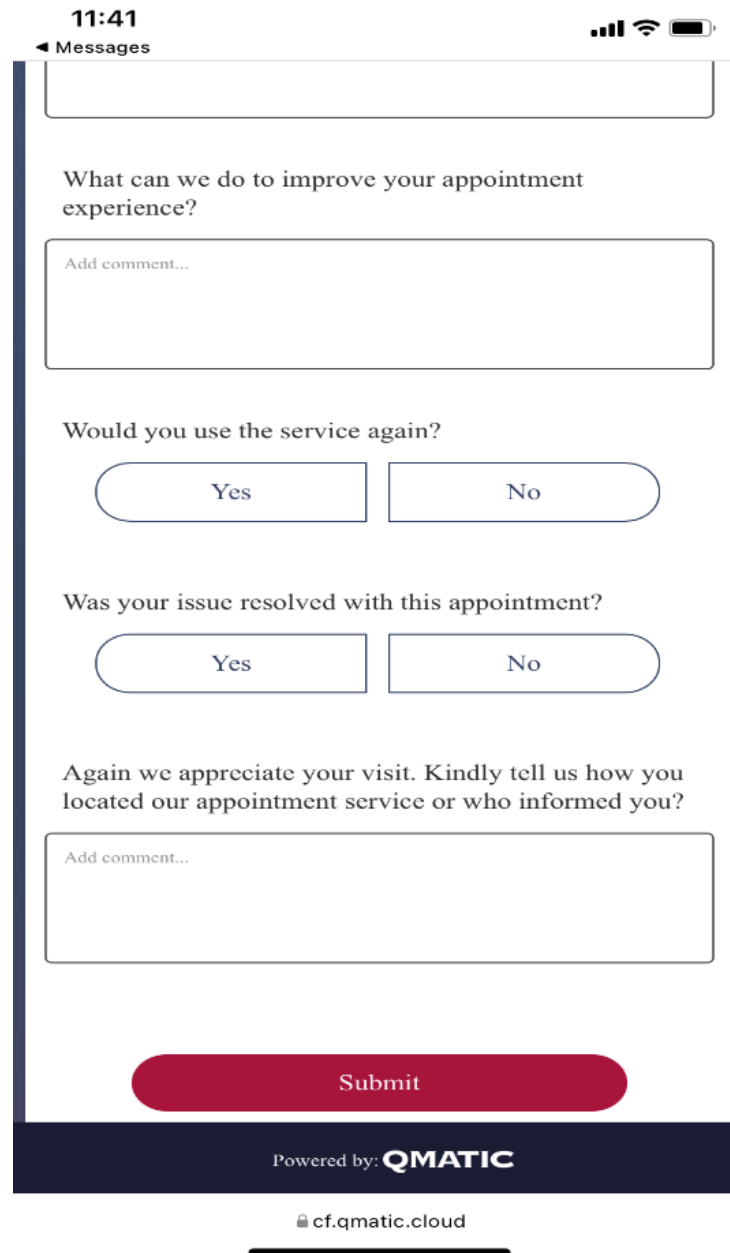 11:41
◀ Messages
What can we do to improve your appointment
experience?
Add comment...
Would you use the service again?
Yes No
Was your issue resolved with this appointment?
Yes No
Again we appreciate your visit. Kindly tell us how you
located our appointment service or who informed you?
Add comment...
Submit
Powered by: QMATIC
cf.qmatic.cloud